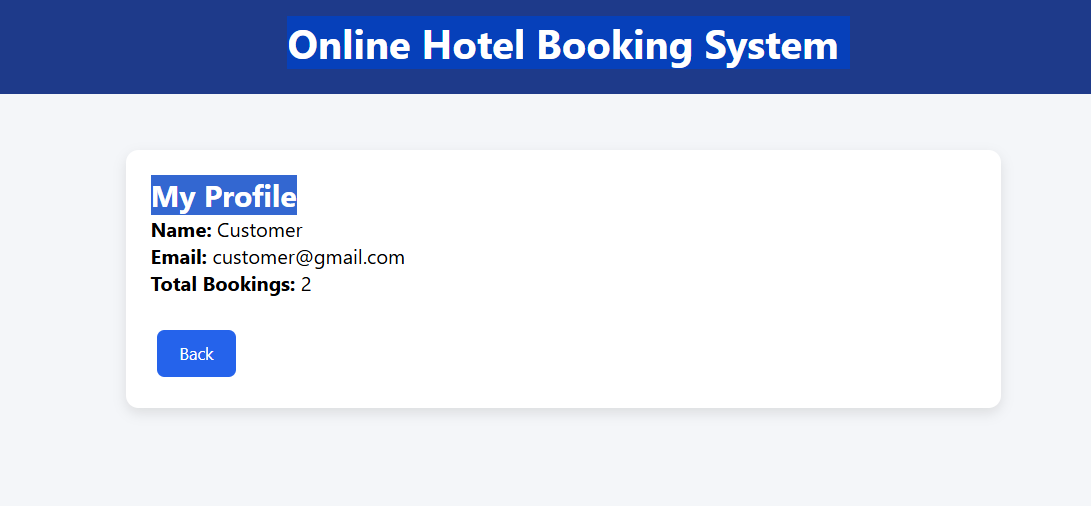 Online Hotel Booking System
My Profile
Name: Customer
Email: customer@gmail.com
Total Bookings: 2
Back